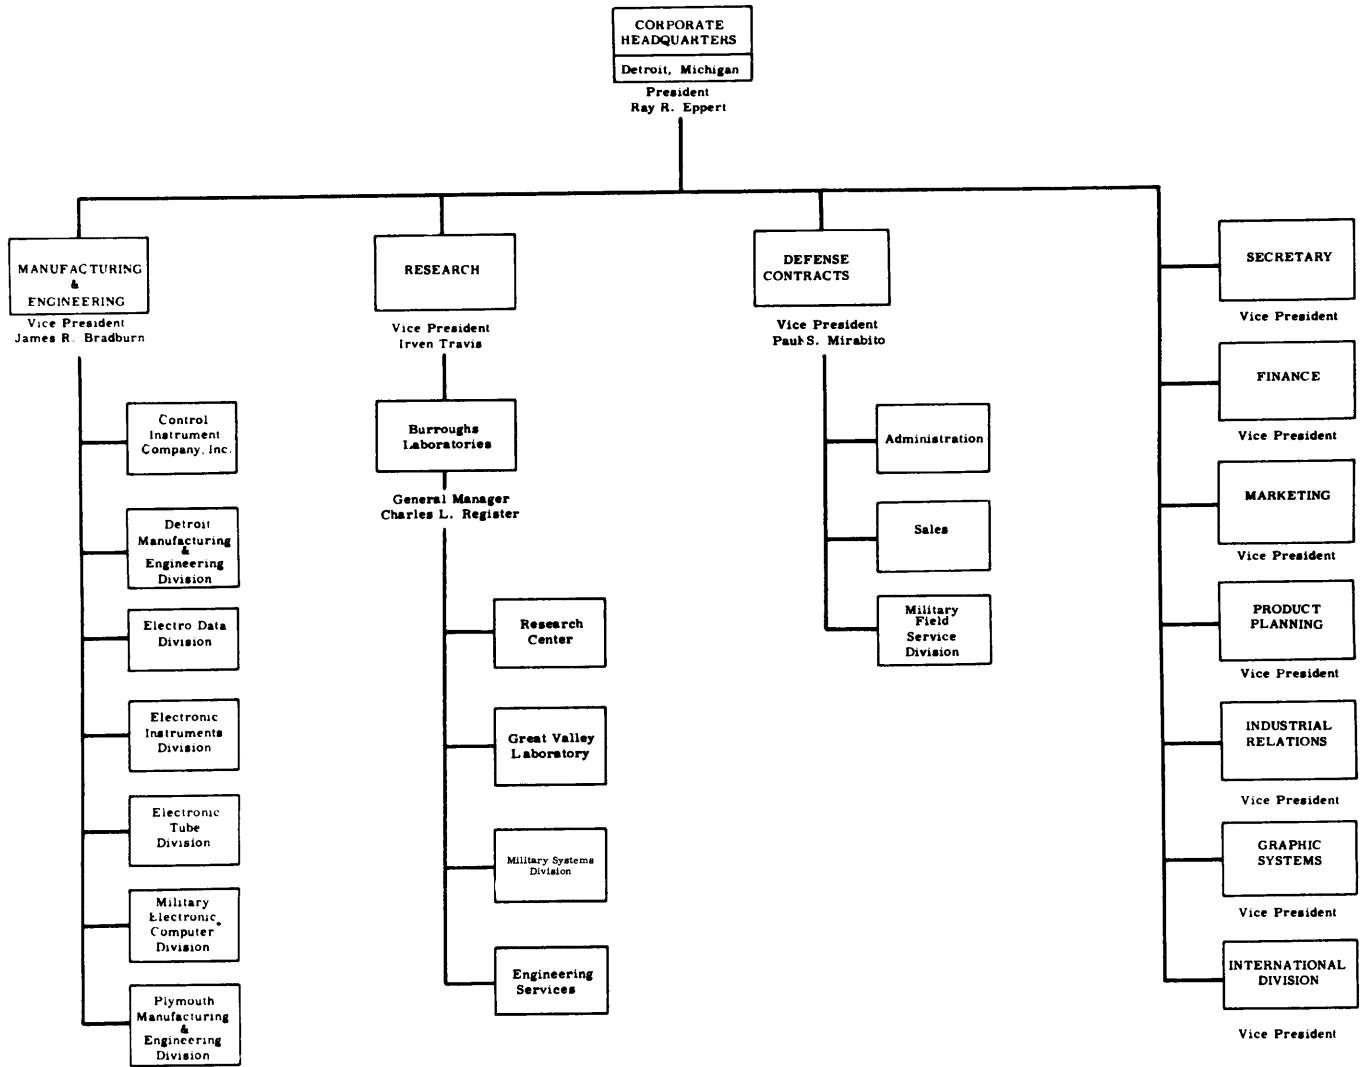 CORPORATE
HEADQUARTERS
Detroit, Michigan
President
Ray R. Eppert
MANUFACTURING
&
ENGINEERING
Vice President
James R. Bradburn
Control
Instrument
Company, Inc.
Detroit
Manufacturing
&
Engineering
Division
Electro Data
Division
Electronic
Instruments
Division
Electronic
Tube
Division
Military
Electronic
Computer
Division
Plymouth
Manufacturing
&
Engineering
Division
RESEARCH
Vice President
Irven Travis
Burroughs
Laboratories
General Manager
Charles L. Register
Research
Center
Great Valley
Laboratory
Military Systems
Division
Engineering
Services
DEFENSE
CONTRACTS
Vice President
Paul S. Mirabito
Administration
Sales
Military
Field
Service
Division
SECRETARY
Vice President
FINANCE
Vice President
MARKETING
Vice President
PRODUCT
PLANNING
Vice President
INDUSTRIAL
RELATIONS
Vice President
GRAPHIC
SYSTEMS
Vice President
INTERNATIONAL
DIVISION
Vice President